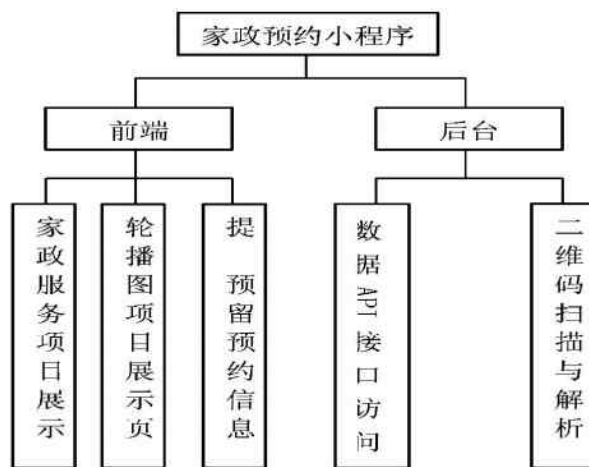 家政预约小程序
前端
后台
家政服务项目展示
轮播图项目展示页
提 预留预约信息
数据API接口访问
二维码扫描与解析